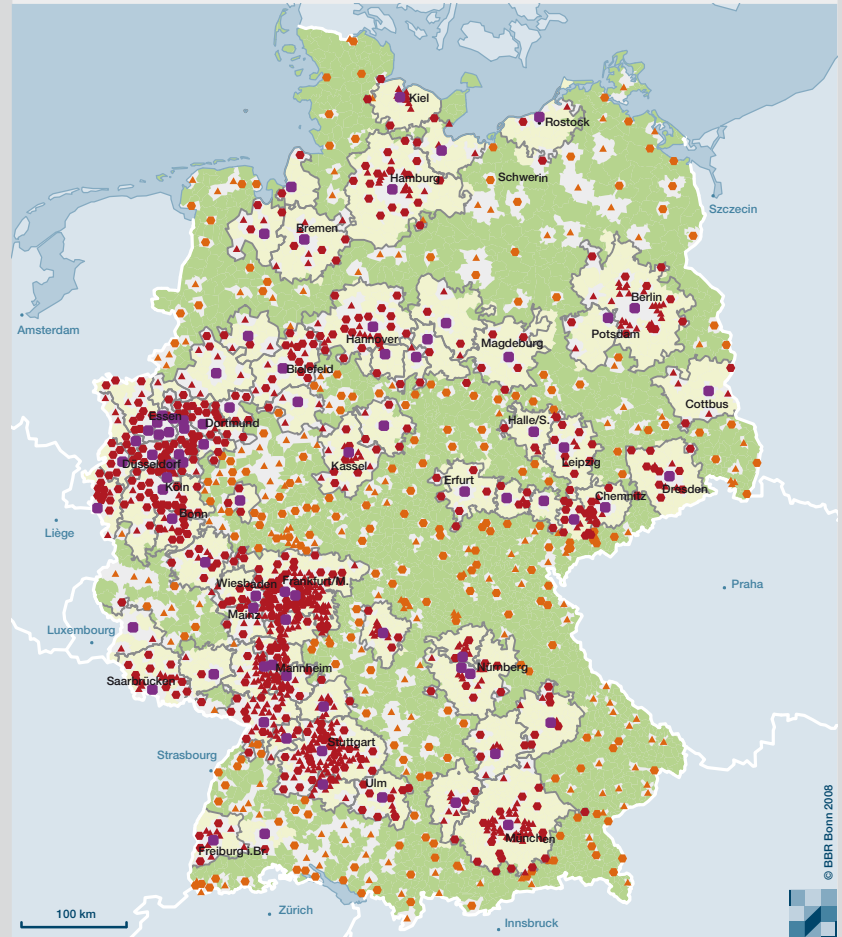 Kiel
Rostock
Hamburg
Schwerin
Szczecin
Bremen
Berlin
Amsterdam
Potsdam
Hannover
Magdeburg
Bielefeld
Cottbus
Essen
Dortmund
Halle/S.
Düsseldorf
Kassel
Leipzig
Köln
Erfurt
Dresden
Chemnitz
Bonn
Liège
Wiesbaden
Frankfurt/M.
Praha
Mainz
Luxembourg
Mannheim
Nürnberg
Saarbrücken
Stuttgart
Strasbourg
Ulm
München
Freiburg i.Br.
© BBR Bonn 2008
100 km
Zürich
Innsbruck